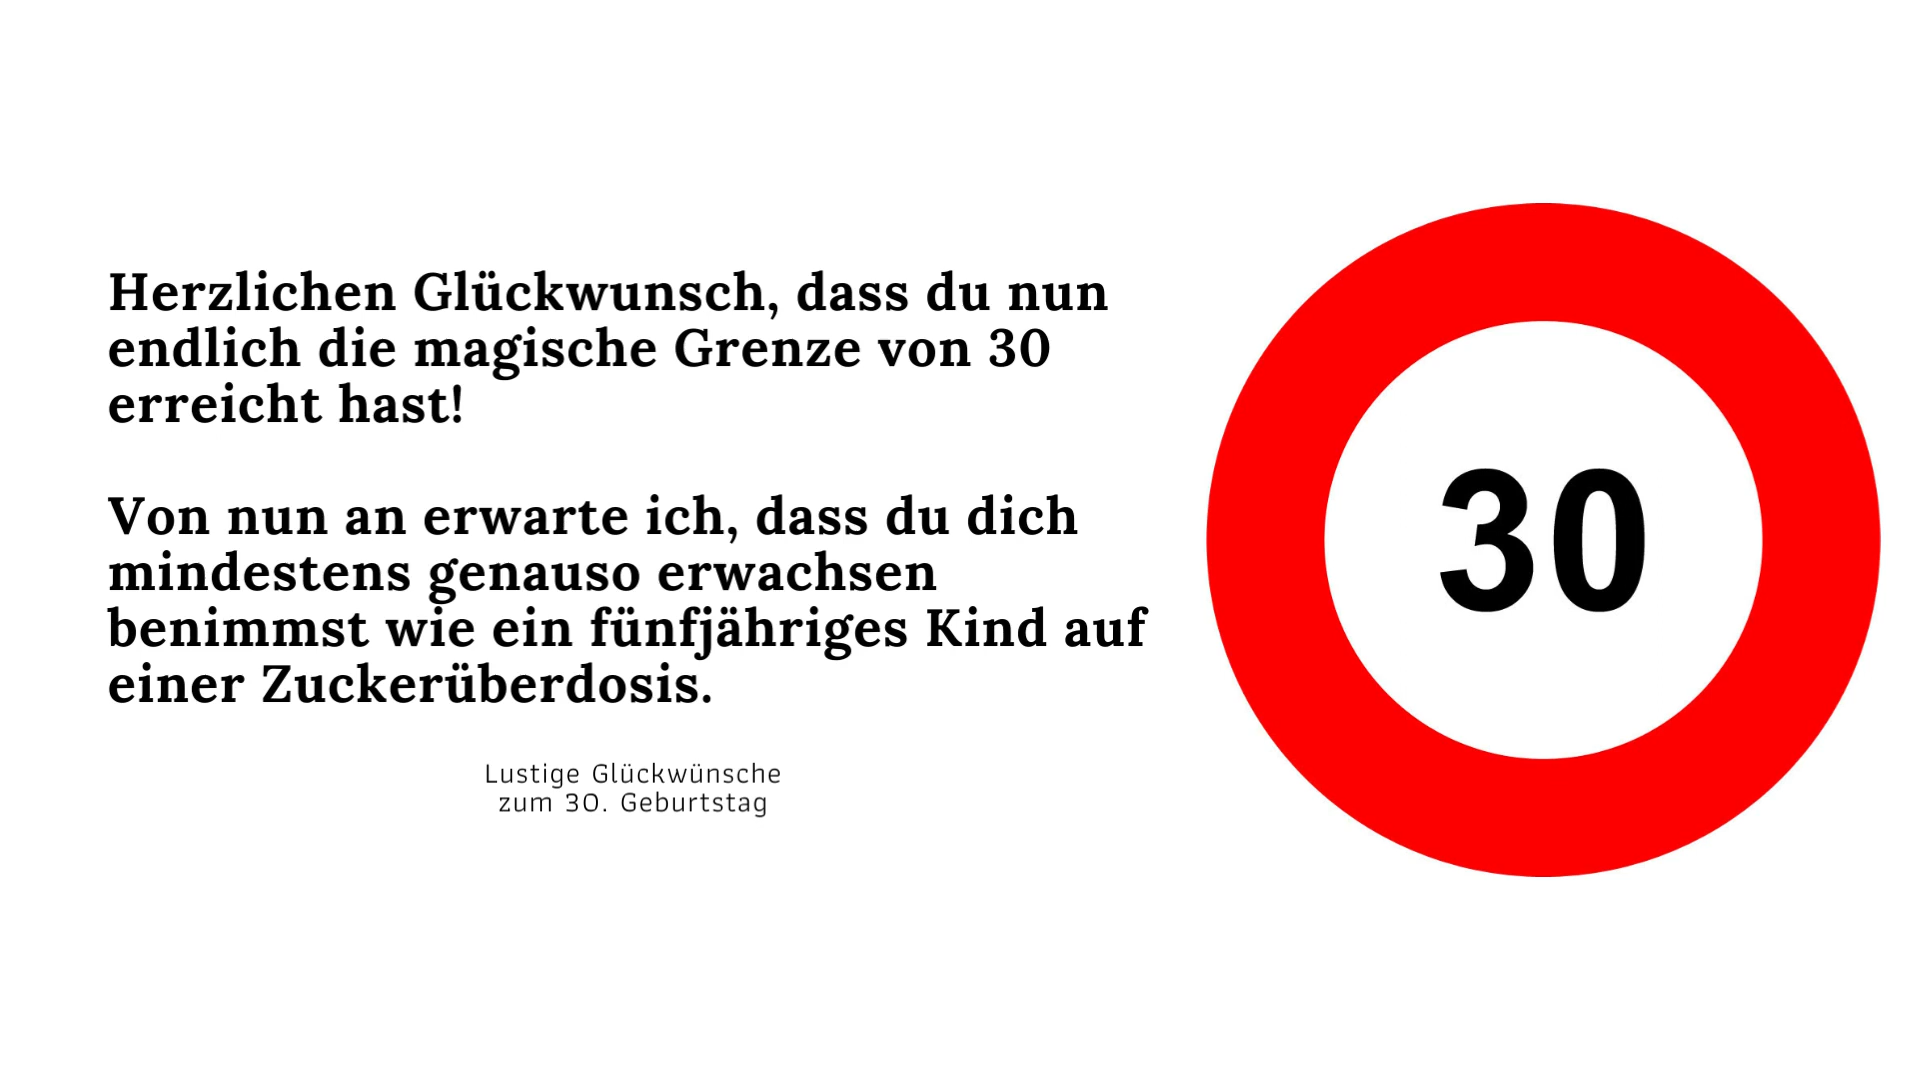 Herzlichen Glückwunsch, dass du nun
endlich die magische Grenze von 30
erreicht hast!
Von nun an erwarte ich, dass du dich
mindestens genauso erwachsen
benimmst wie ein fünfjähriges Kind auf
einer Zuckerüberdosis.
Lustige Glückwünsche
zum 30. Geburtstag
30